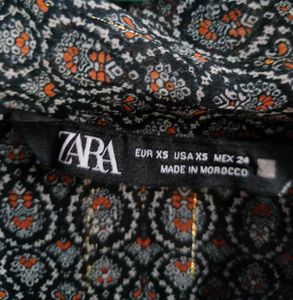 ZARA
EUR XS USA XS MEX 24
MADE IN MOROCCO